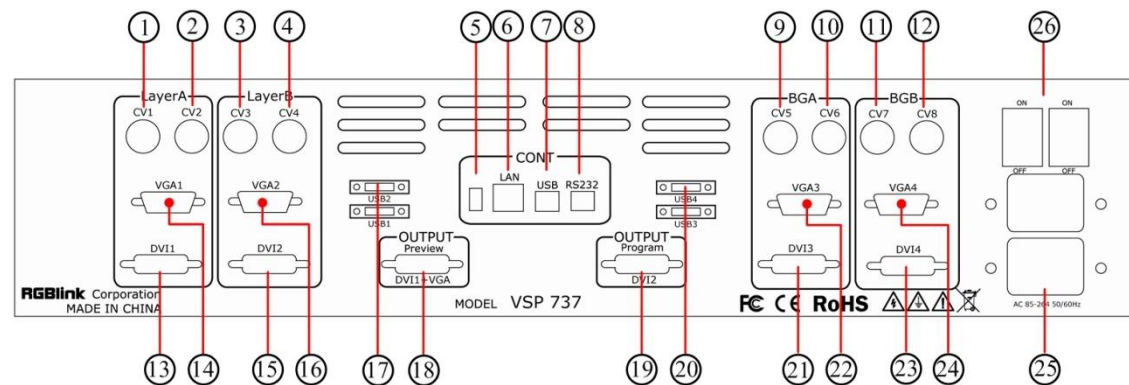 1 2 3 4 5 6 7 8 9 10 11 12 26
LayerA LayerB BGA BGB
CV1 CV2 CV3 CV4 CV5 CV6 CV7 CV8
ON ON
CONT
LAN USB RS232
OFF OFF
VGA1 VGA2 VGA3 VGA4
USB2 USB4
USB1 USB3
OUTPUT OUTPUT
Preview Program
DVI1 DVI2 DVI3 DVI4
DVI1+VGA DVI2
RGBlink Corporation
MADE IN CHINA
MODEL VSP 737
FC CE RoHS
AC 85-264 50/60Hz
13 14 15 16 17 18 19 20 21 22 23 24 25